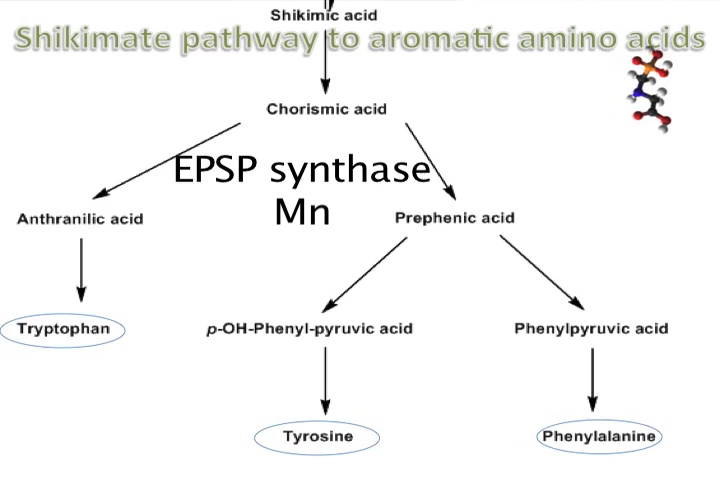 Shikimic acid
Shikimate pathway to aromatic amino acids
Chorismic acid
EPSP synthase
Mn
Anthranilic acid
Prephenic acid
Tryptophan
p-OH-Phenyl-pyruvic acid
Phenylpyruvic acid
Tyrosine
Phenylalanine